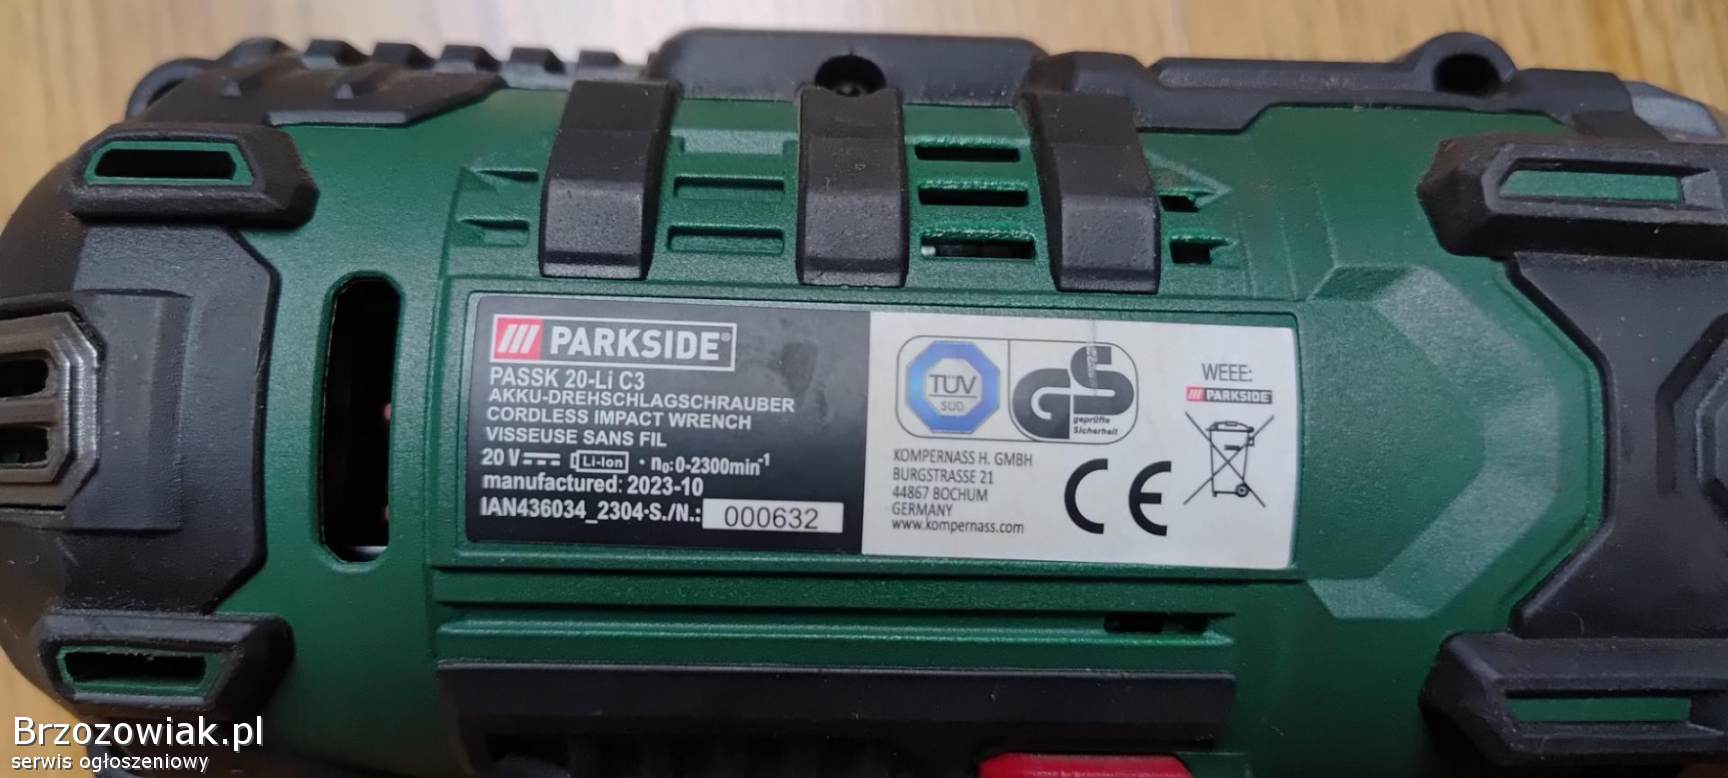 PARKSIDE®
PASSK 20-Li C3
AKKU-DREHSCHLAGSCHRAUBER
CORDLESS IMPACT WRENCH
VISSEUSE SANS FIL
20 V Li-Ion · n₀: 0-2300min⁻¹
manufactured: 2023-10
IAN436034_2304·S./N.: 000632
TÜV
SÜD
GS
geprüfte
Sicherheit
WEEE:
PARKSIDE
KOMPERNASS H. GMBH
BURGSTRASSE 21
44867 BOCHUM
GERMANY
www.kompernass.com
CE
Brzozowiak.pl
serwis ogłoszeniowy